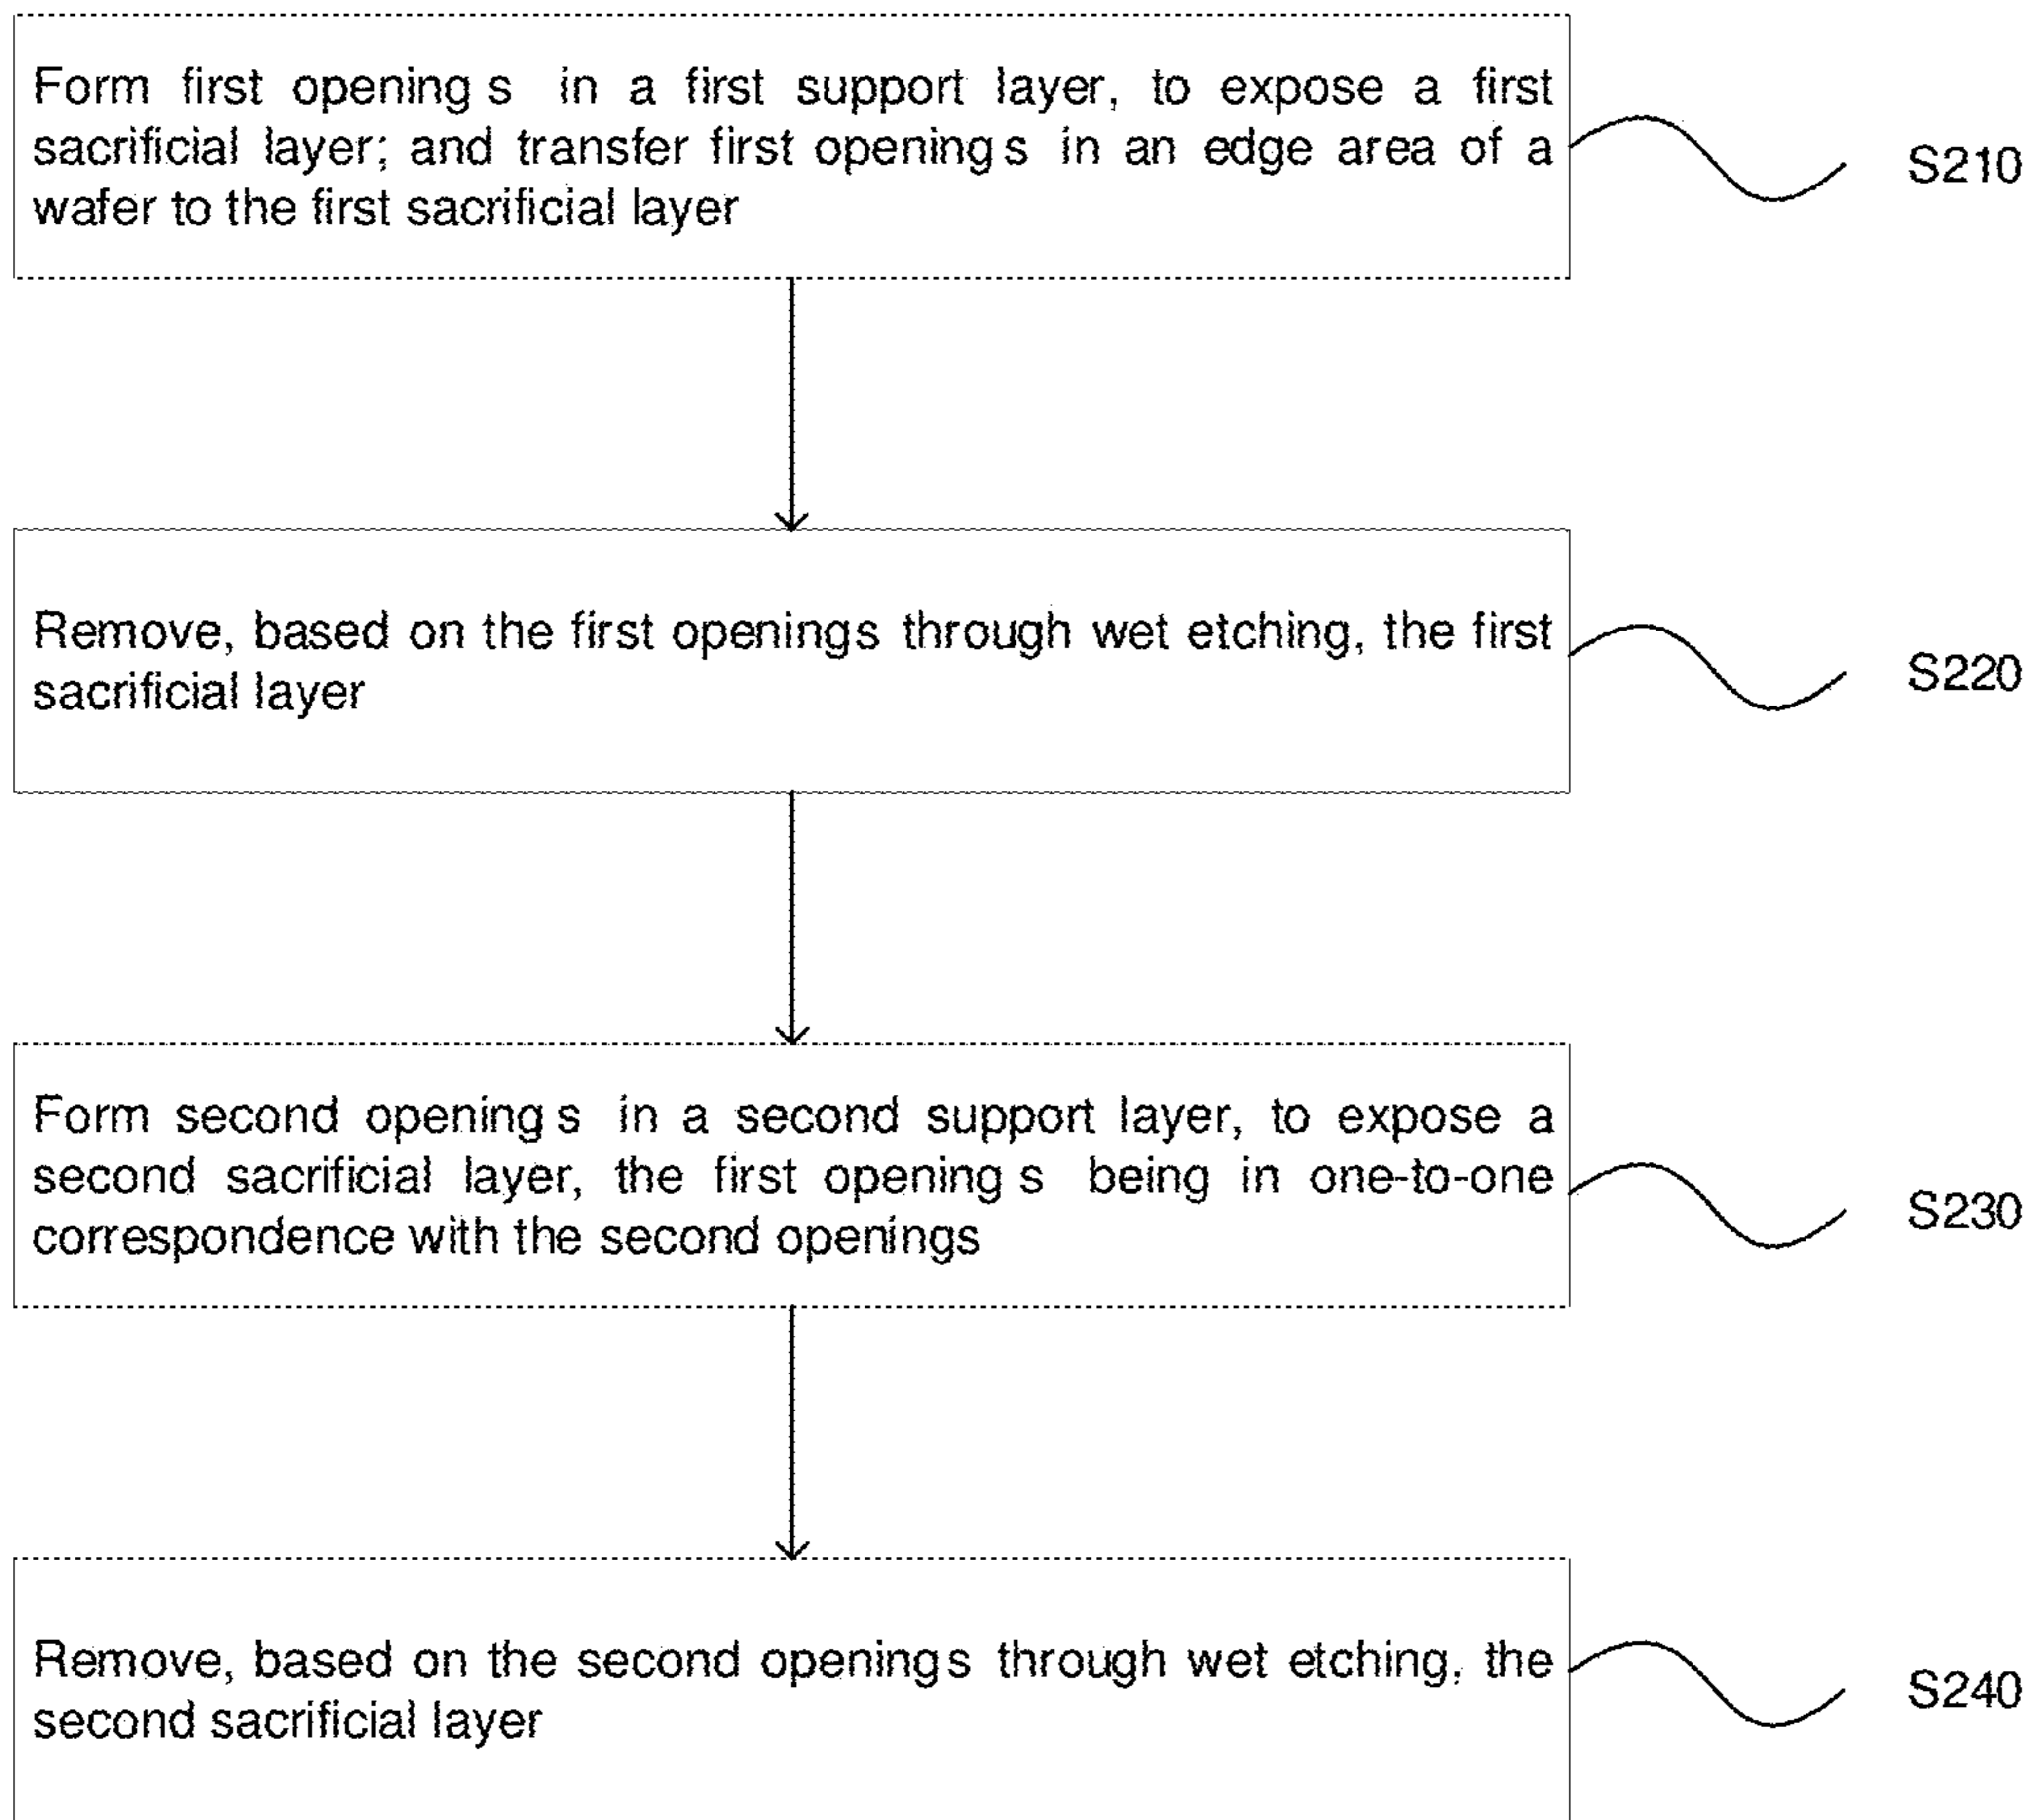 Form first opening s in a first support layer, to expose a first
sacrificial layer; and transfer first openings in an edge area of a
wafer to the first sacrificial layer
S210
Remove, based on the first openings through wet etching, the first
sacrificial layer
S220
Form second opening s in a second support layer, to expose a
second sacrificial layer, the first opening s being in one-to-one
correspondence with the second openings
S230
Remove, based on the second openings through wet etching, the
second sacrificial layer
S240